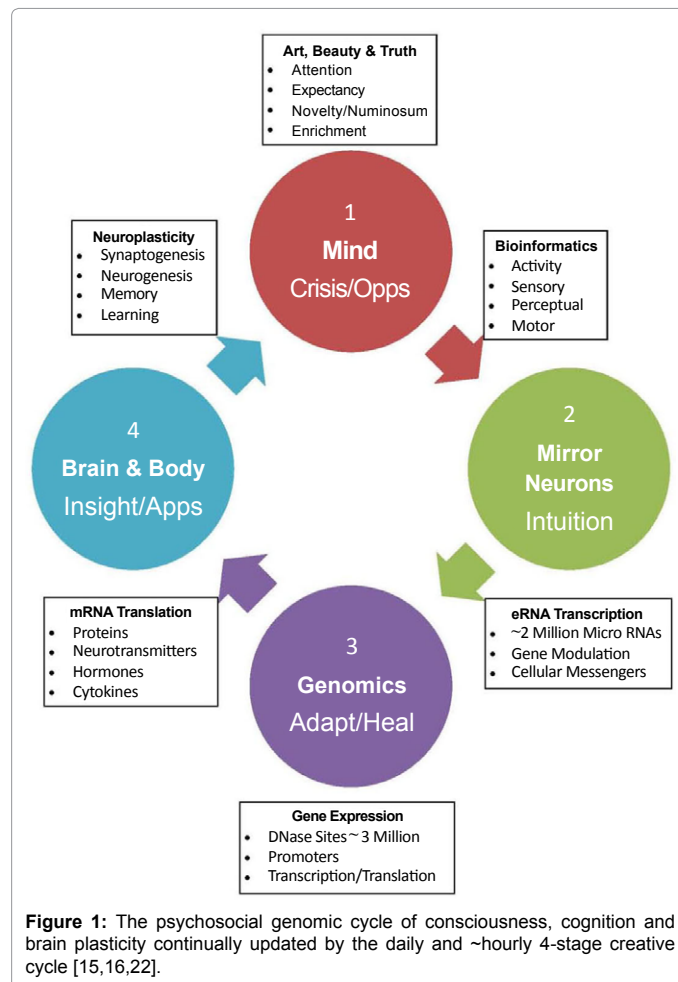 Art, Beauty & Truth
• Attention
• Expectancy
• Novelty/Numinosum
• Enrichment
1
Mind
Crisis/Opps
Neuroplasticity
• Synaptogenesis
• Neurogenesis
• Memory
• Learning
Bioinformatics
• Activity
• Sensory
• Perceptual
• Motor
2
Mirror
Neurons
Intuition
4
Brain & Body
Insight/Apps
mRNA Translation
• Proteins
• Neurotransmitters
• Hormones
• Cytokines
3
Genomics
Adapt/Heal
eRNA Transcription
• ~2 Million Micro RNAs
• Gene Modulation
• Cellular Messengers
Gene Expression
• DNase Sites~ 3 Million
• Promoters
• Transcription/Translation
Figure 1: The psychosocial genomic cycle of consciousness, cognition and
brain plasticity continually updated by the daily and ~hourly 4-stage creative
cycle [15,16,22].